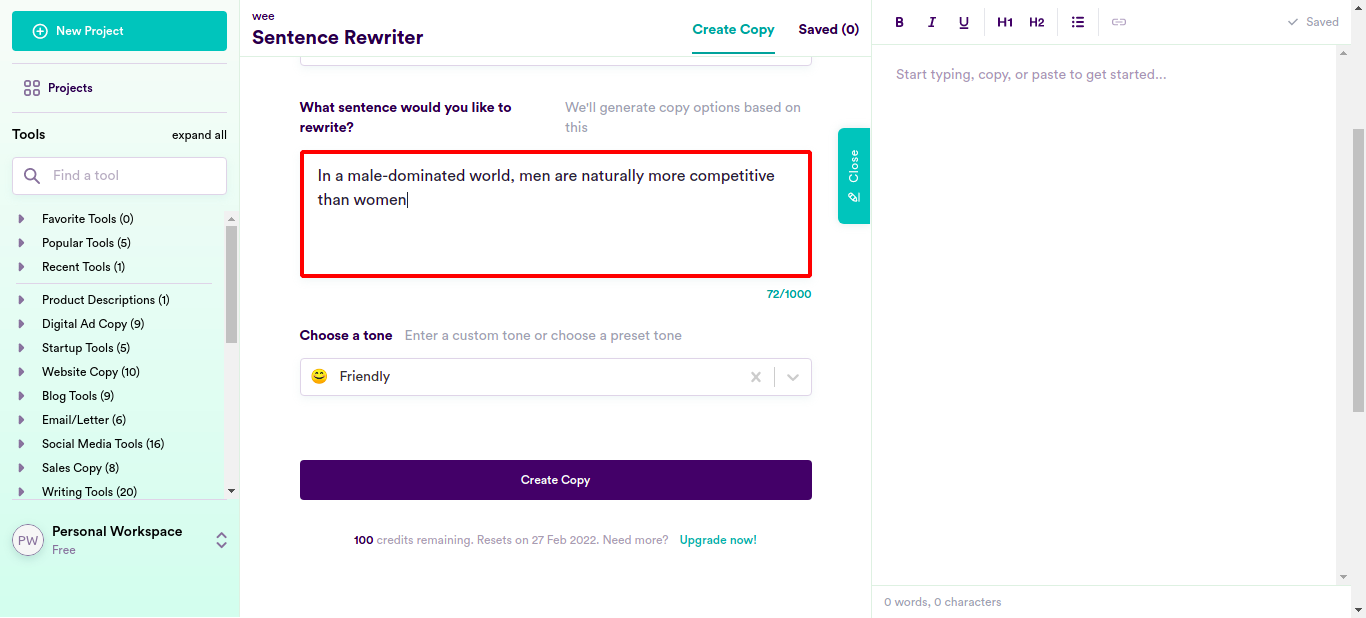 New Project
Projects
Tools
expand all
Find a tool
Favorite Tools (0)
Popular Tools (5)
Recent Tools (1)
Product Descriptions (1)
Digital Ad Copy (9)
Startup Tools (5)
Website Copy (10)
Blog Tools (9)
Email/Letter (6)
Social Media Tools (16)
Sales Copy (8)
Writing Tools (20)
PW
Personal Workspace
Free
wee
Sentence Rewriter
Create Copy
Saved (0)
What sentence would you like to
rewrite?
We'll generate copy options based on
this
In a male-dominated world, men are naturally more competitive
than women
72/1000
Choose a tone
Enter a custom tone or choose a preset tone
Friendly
Create Copy
100 credits remaining. Resets on 27 Feb 2022. Need more? Upgrade now!
Close
B I U H1 H2
Saved
Start typing, copy, or paste to get started...
0 words, 0 characters